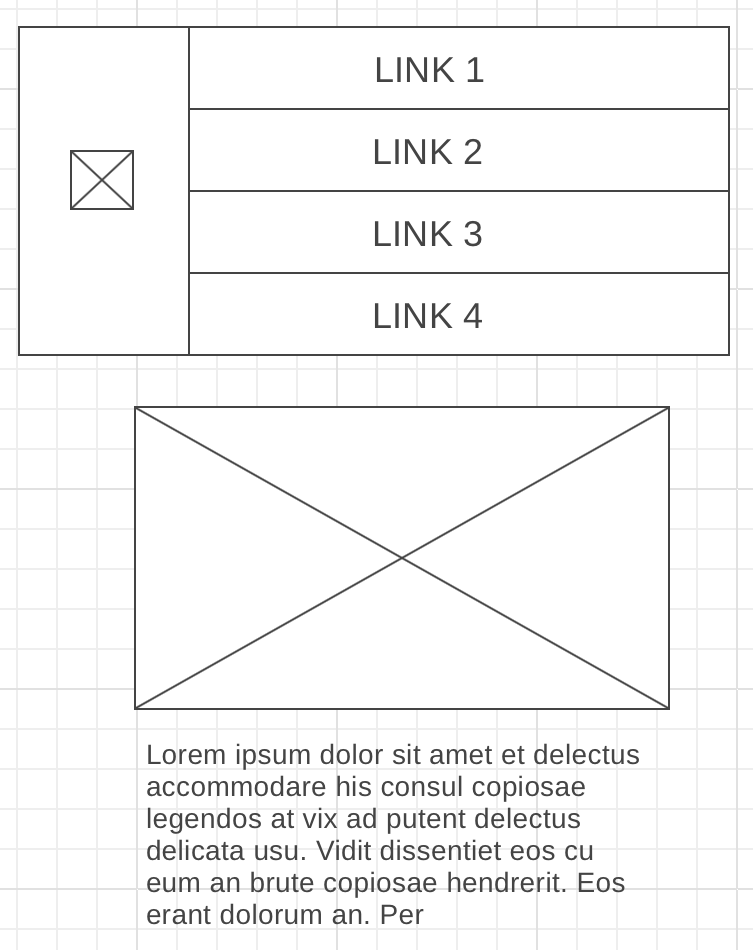 LINK 1
LINK 2
LINK 3
LINK 4
Lorem ipsum dolor sit amet et delectus
accommodare his consul copiosae
legendos at vix ad putent delectus
delicata usu. Vidit dissentiet eos cu
eum an brute copiosae hendrerit. Eos
erant dolorum an. Per